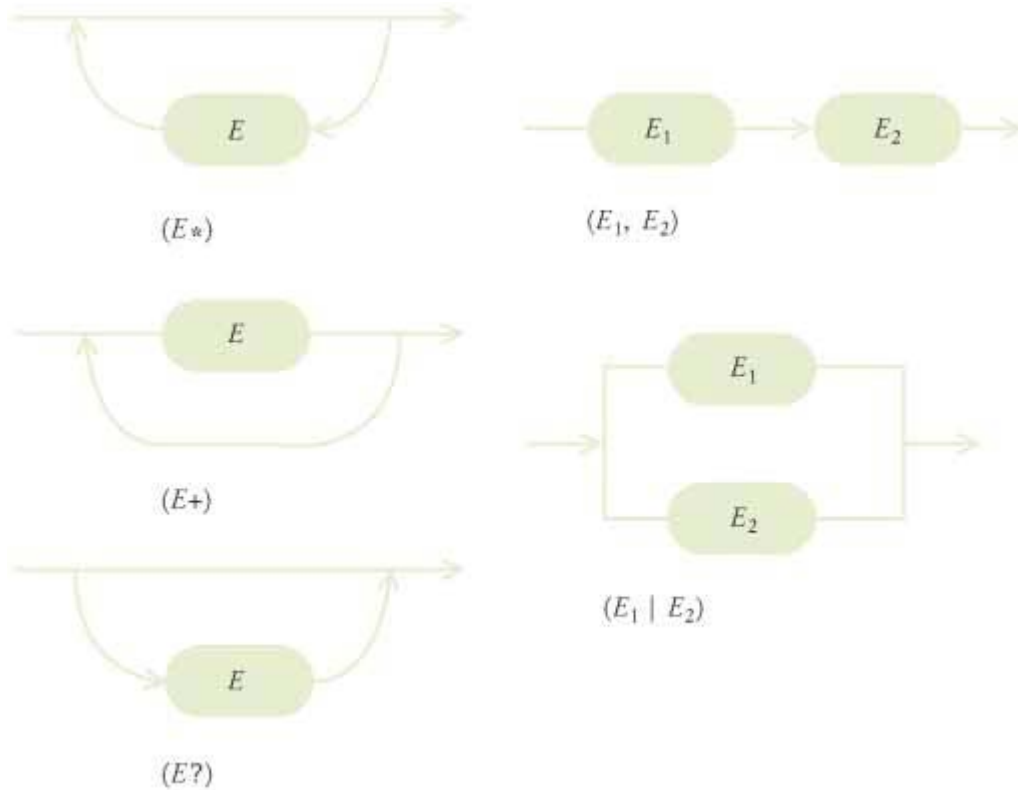 E
(E*)
E₁
E₂
(E₁, E₂)
E
(E+)
E₁
E₂
(E₁ | E₂)
E
(E?)